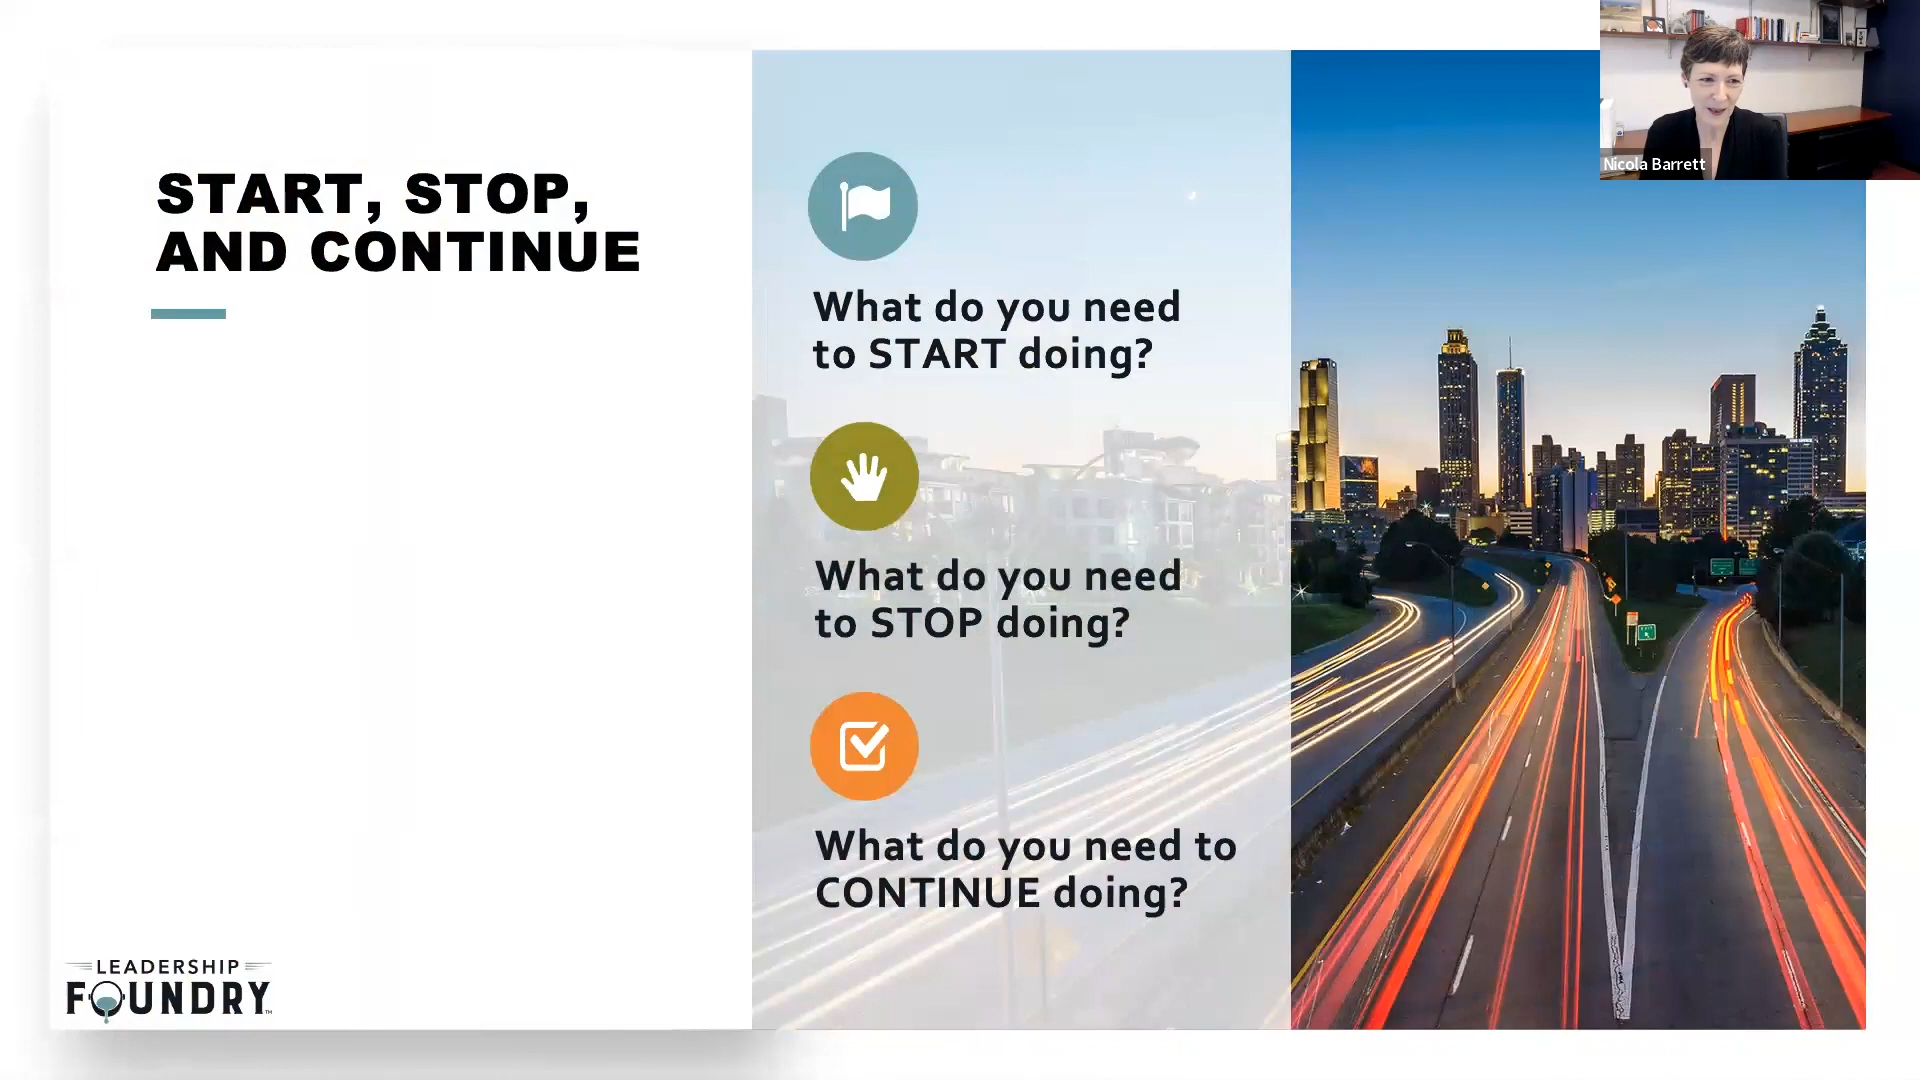 START, STOP,
AND CONTINUE
What do you need
to START doing?
What do you need
to STOP doing?
What do you need to
CONTINUE doing?
LEADERSHIP
FOUNDRY™
Nicola Barrett